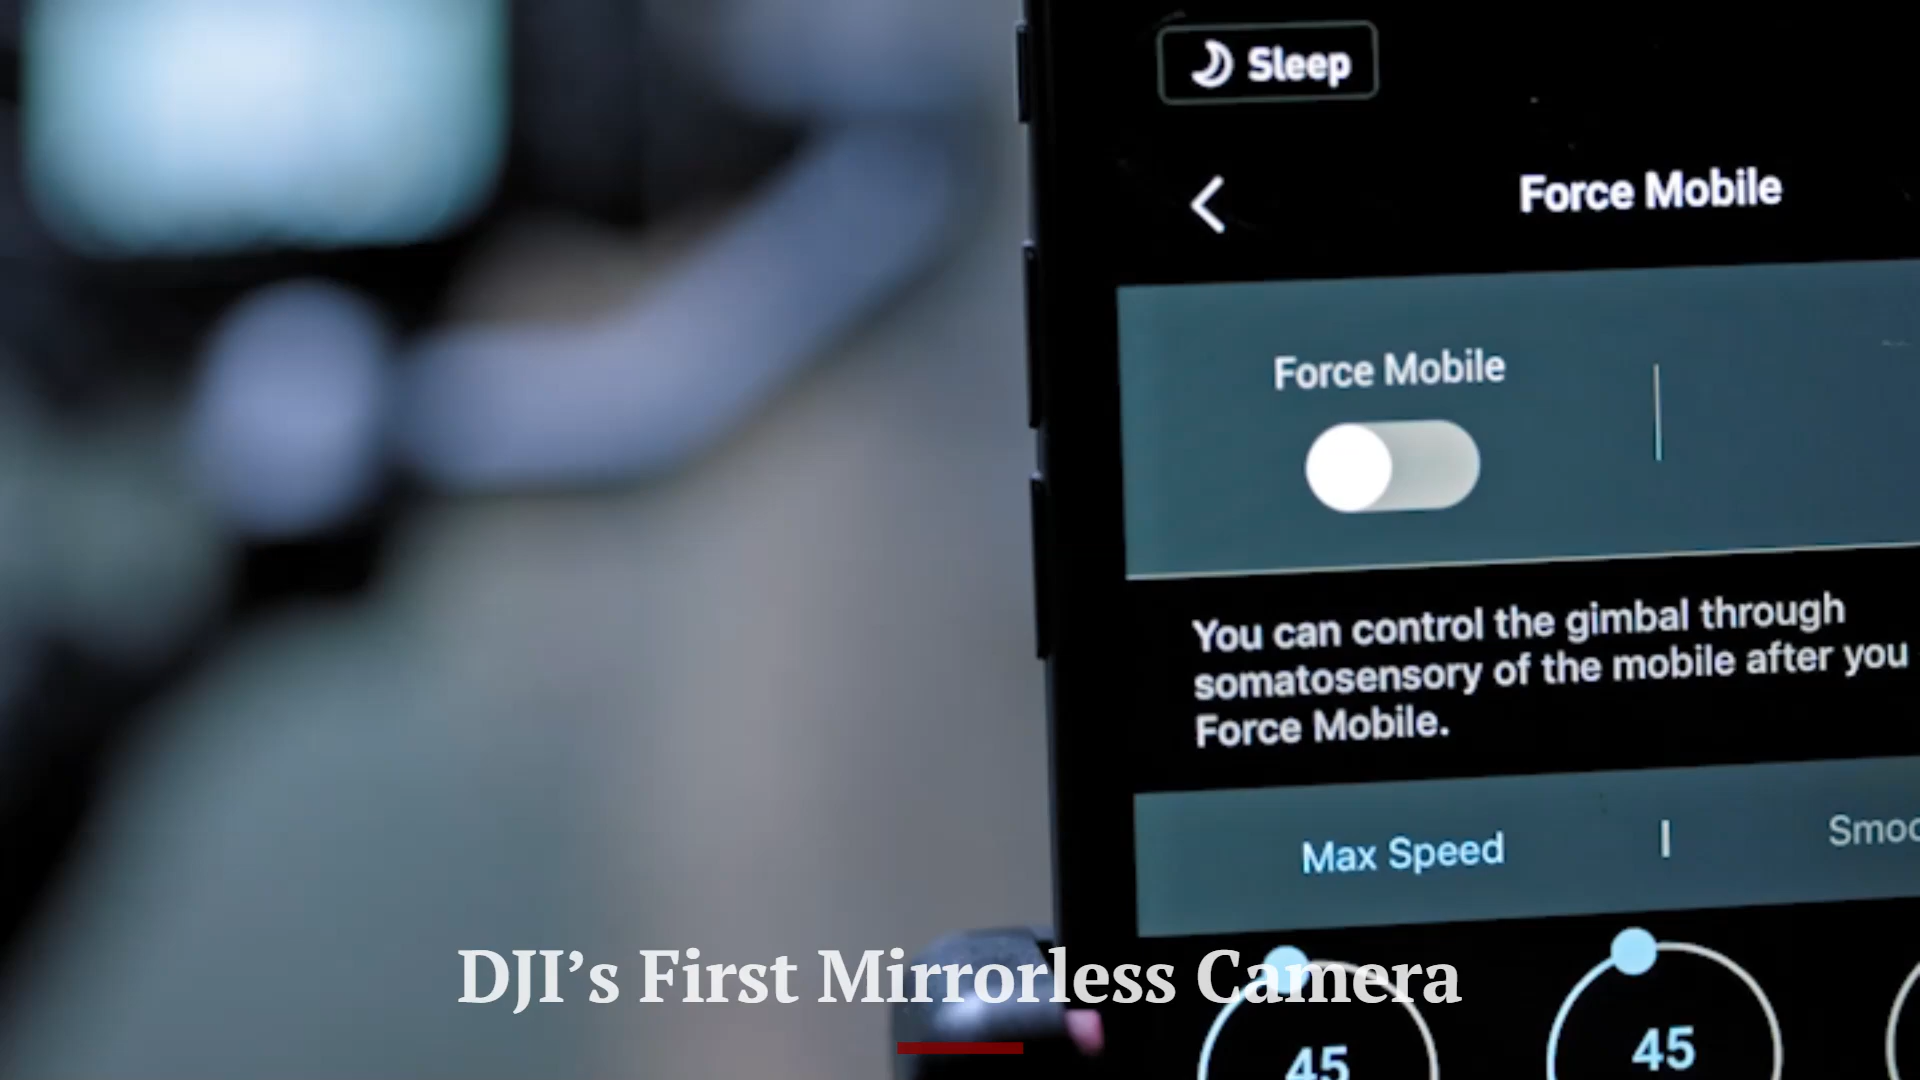 Sleep
Force Mobile
Force Mobile
You can control the gimbal through
somatosensory of the mobile after you
Force Mobile.
Max Speed
Smoo
DJI’s First Mirrorless Camera
45
45